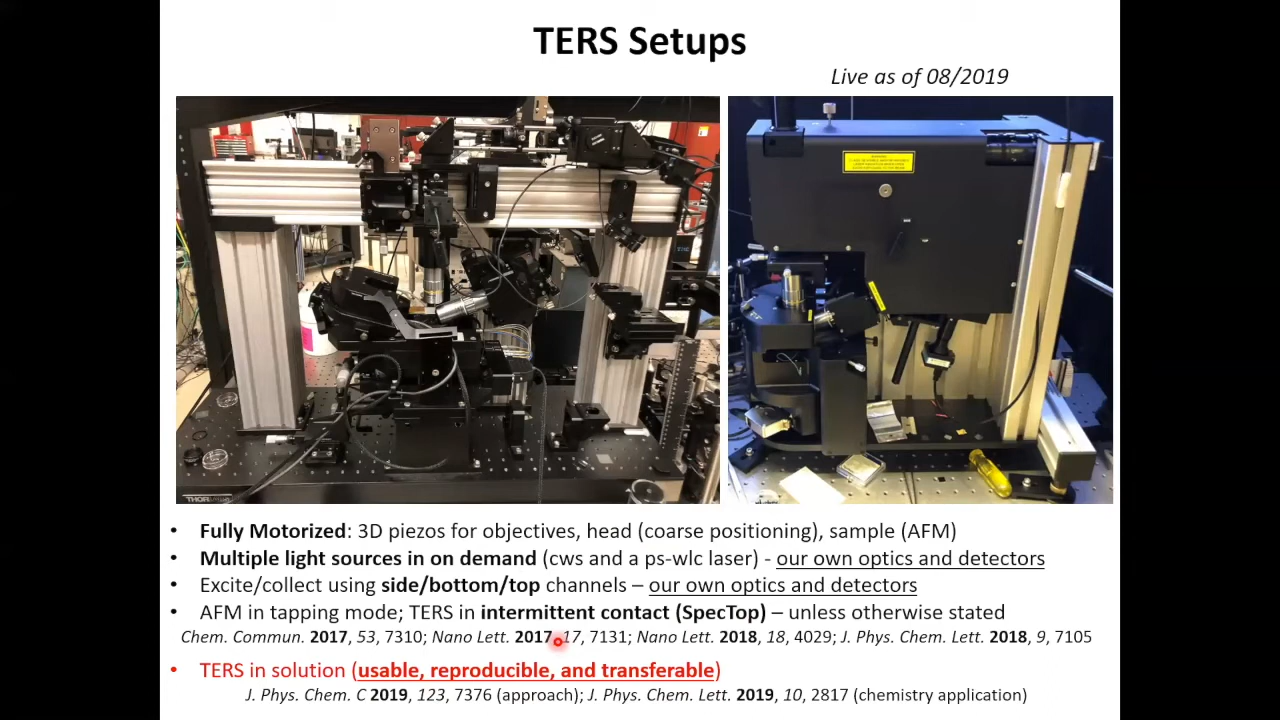 TERS Setups
Live as of 08/2019
• Fully Motorized: 3D piezos for objectives, head (coarse positioning), sample (AFM)
• Multiple light sources in on demand (cws and a ps-wlc laser) - our own optics and detectors
• Excite/collect using side/bottom/top channels – our own optics and detectors
• AFM in tapping mode; TERS in intermittent contact (SpecTop) – unless otherwise stated
Chem. Commun. 2017, 53, 7310; Nano Lett. 2017, 17, 7131; Nano Lett. 2018, 18, 4029; J. Phys. Chem. Lett. 2018, 9, 7105
• TERS in solution (usable, reproducible, and transferable)
J. Phys. Chem. C 2019, 123, 7376 (approach); J. Phys. Chem. Lett. 2019, 10, 2817 (chemistry application)